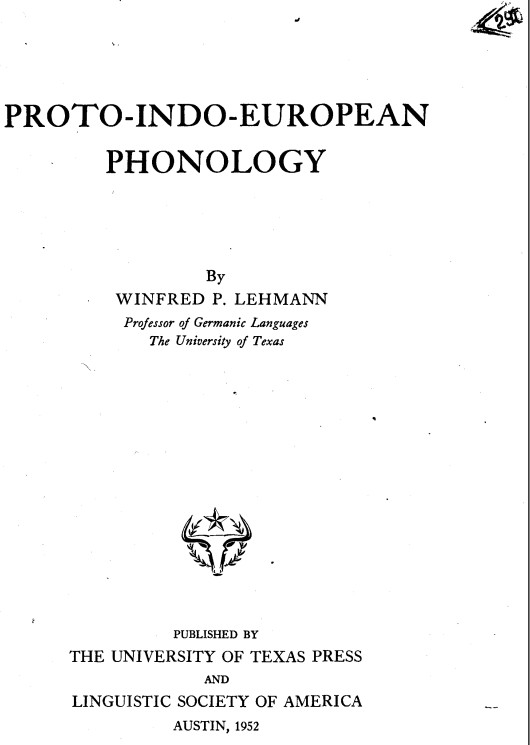 291
PROTO-INDO-EUROPEAN
PHONOLOGY
By
WINFRED P. LEHMANN
Professor of Germanic Languages
The University of Texas
PUBLISHED BY
THE UNIVERSITY OF TEXAS PRESS
AND
LINGUISTIC SOCIETY OF AMERICA
AUSTIN, 1952